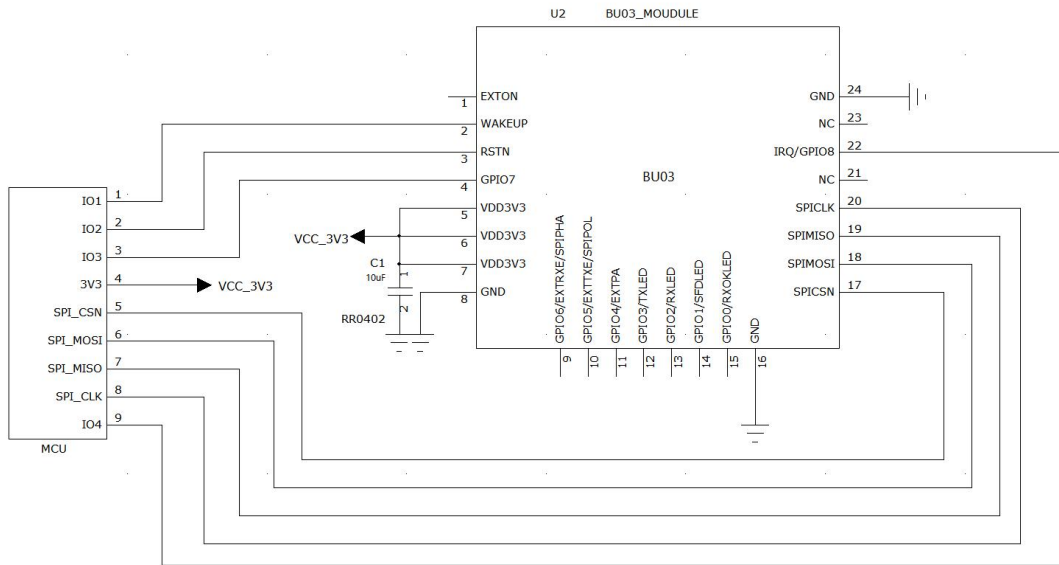 U2 BU03_MOUDULE
BU03
1 EXTON
2 WAKEUP
3 RSTN
4 GPIO7
5 VDD3V3
6 VDD3V3
7 VDD3V3
8 GND
GND 24
NC 23
IRQ/GPIO8 22
NC 21
SPICLK 20
SPIMISO 19
SPIMOSI 18
SPICSN 17
GPIO6/EXTRXE/SPIPHA 9
GPIO5/EXTTXE/SPIPOL 10
GPIO4/EXTPA 11
GPIO3/TXLED 12
GPIO2/RXLED 13
GPIO1/SFDLED 14
GPIO0/RXOKLED 15
GND 16
VCC_3V3
C1
10uF
1
2
RR0402
IO1 1
IO2 2
IO3 3
3V3 4
VCC_3V3
SPI_CSN 5
SPI_MOSI 6
SPI_MISO 7
SPI_CLK 8
IO4 9
MCU